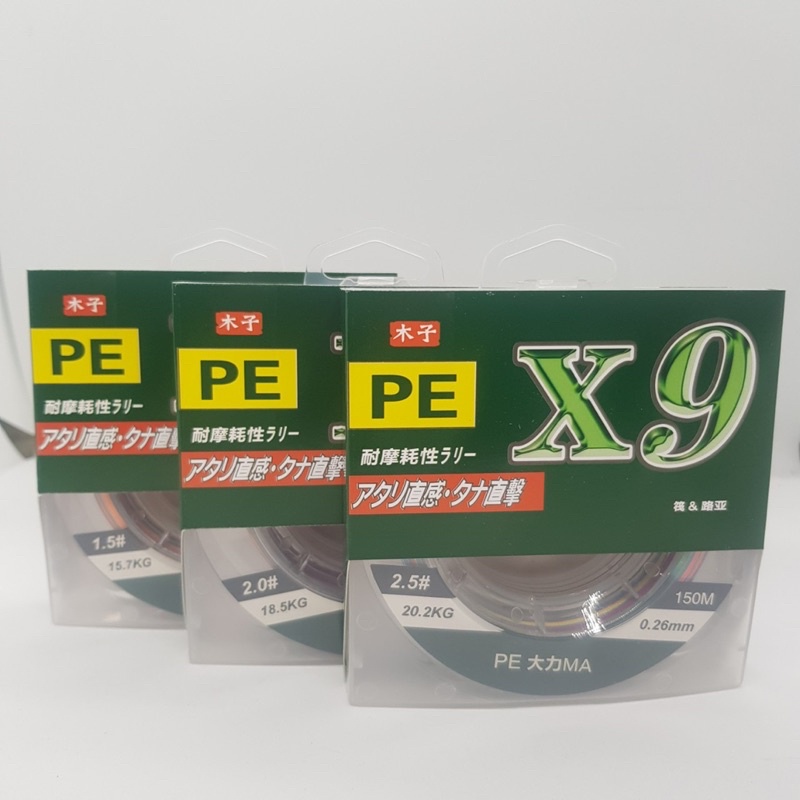 木子
PE
耐摩耗性ラリー
アタリ直感・タナ直擊
1.5#
15.7KG
木子
PE
耐摩耗性ラリー
アタリ直感・タナ直擊
2.0#
18.5KG
木子
PE
X9
耐摩耗性ラリー
アタリ直感・タナ直擊
筏 & 路亚
2.5#
20.2KG
150M
0.26mm
PE 大力MA